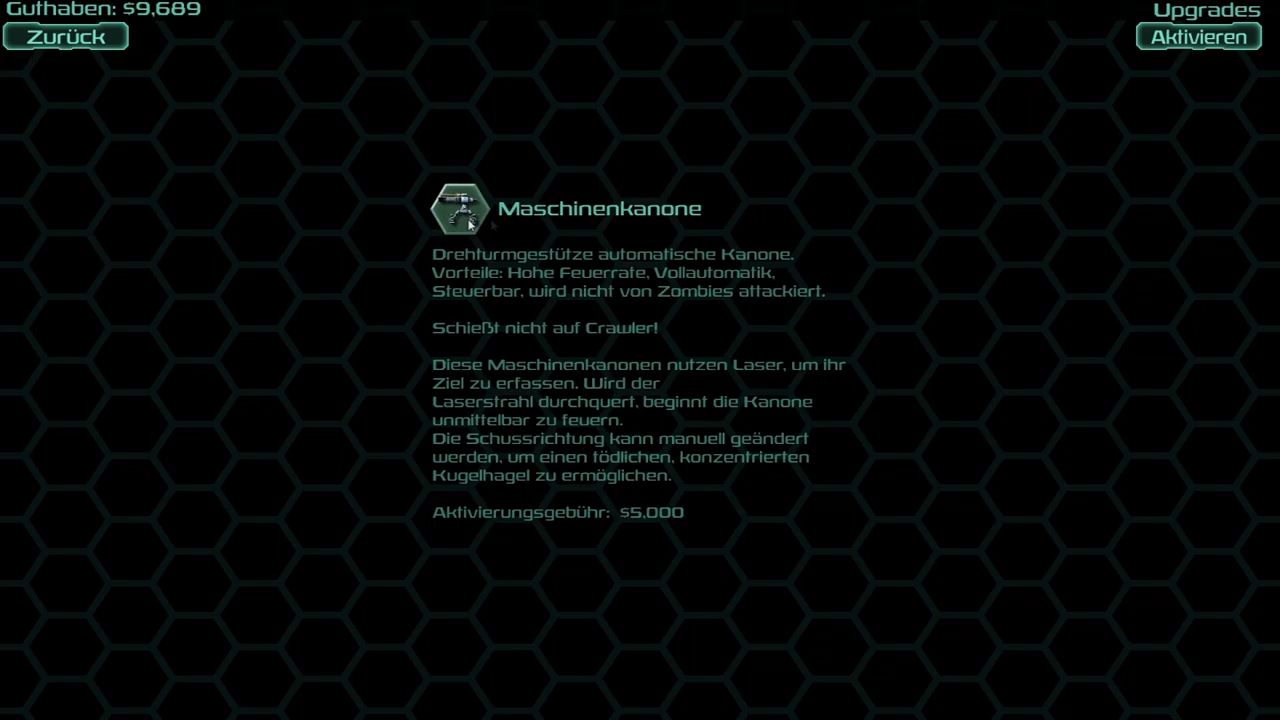 Guthaben: $9,689
Upgrades
Zurück
Aktivieren
Maschinenkanone
Drehturmgestütze automatische Kanone.
Vorteile: Hohe Feuerrate, Vollautomatik,
Steuerbar, wird nicht von Zombies attackiert.
Schießt nicht auf Crawler!
Diese Maschinenkanonen nutzen Laser, um ihr
Ziel zu erfassen. Wird der
Laserstrahl durchquert, beginnt die Kanone
unmittelbar zu feuern.
Die Schussrichtung kann manuell geändert
werden, um einen tödlichen, konzentrierten
Kugelhagel zu ermöglichen.
Aktivierungsgebühr: $5,000